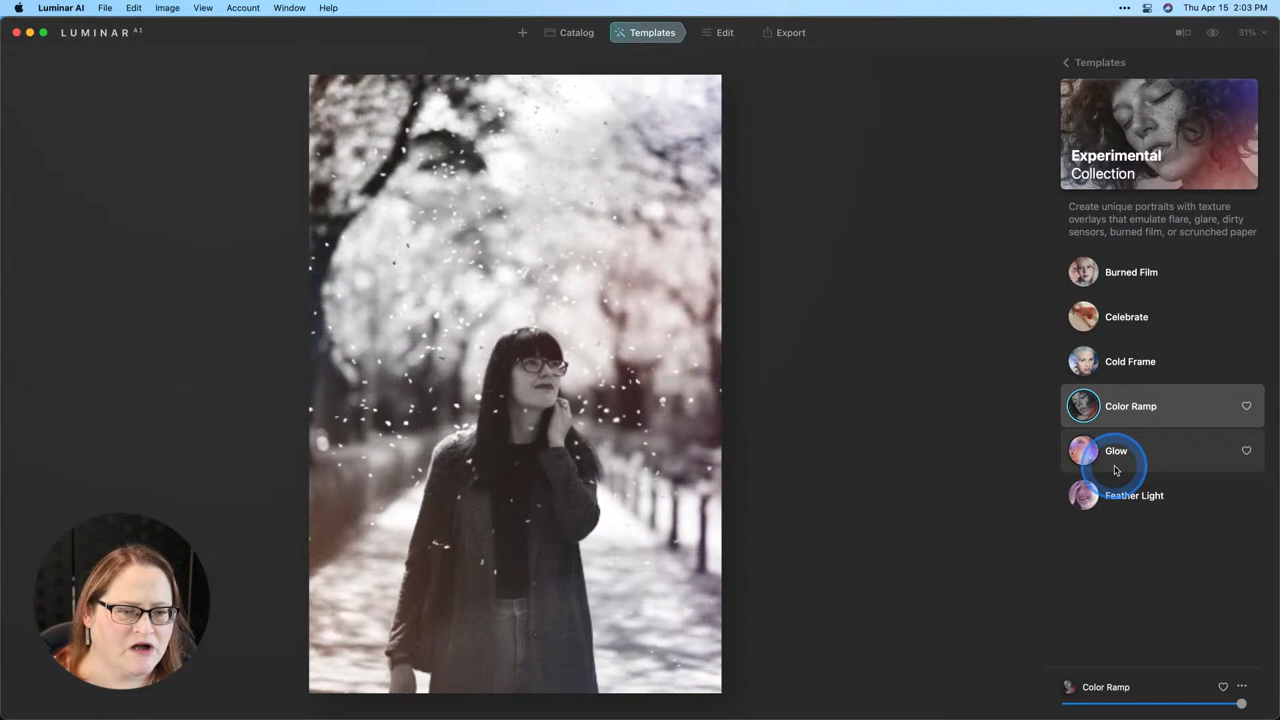 Luminar AI File Edit Image View Account Window Help Thu Apr 15 2:03 PM
LUMINAR AI Catalog Templates Edit Export 31%
Templates
Experimental
Collection
Create unique portraits with texture
overlays that emulate flare, glare, dirty
sensors, burned film, or scrunched paper
Burned Film
Celebrate
Cold Frame
Color Ramp
Glow
Feather Light
Color Ramp